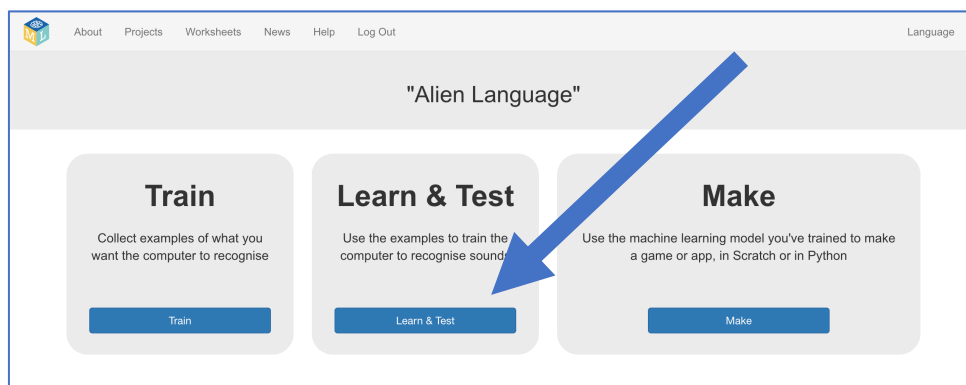 ML
About Projects Worksheets News Help Log Out Language
"Alien Language"
Train
Collect examples of what you
want the computer to recognise
Train
Learn & Test
Use the examples to train the
computer to recognise sounds
Learn & Test
Make
Use the machine learning model you've trained to make
a game or app, in Scratch or in Python
Make